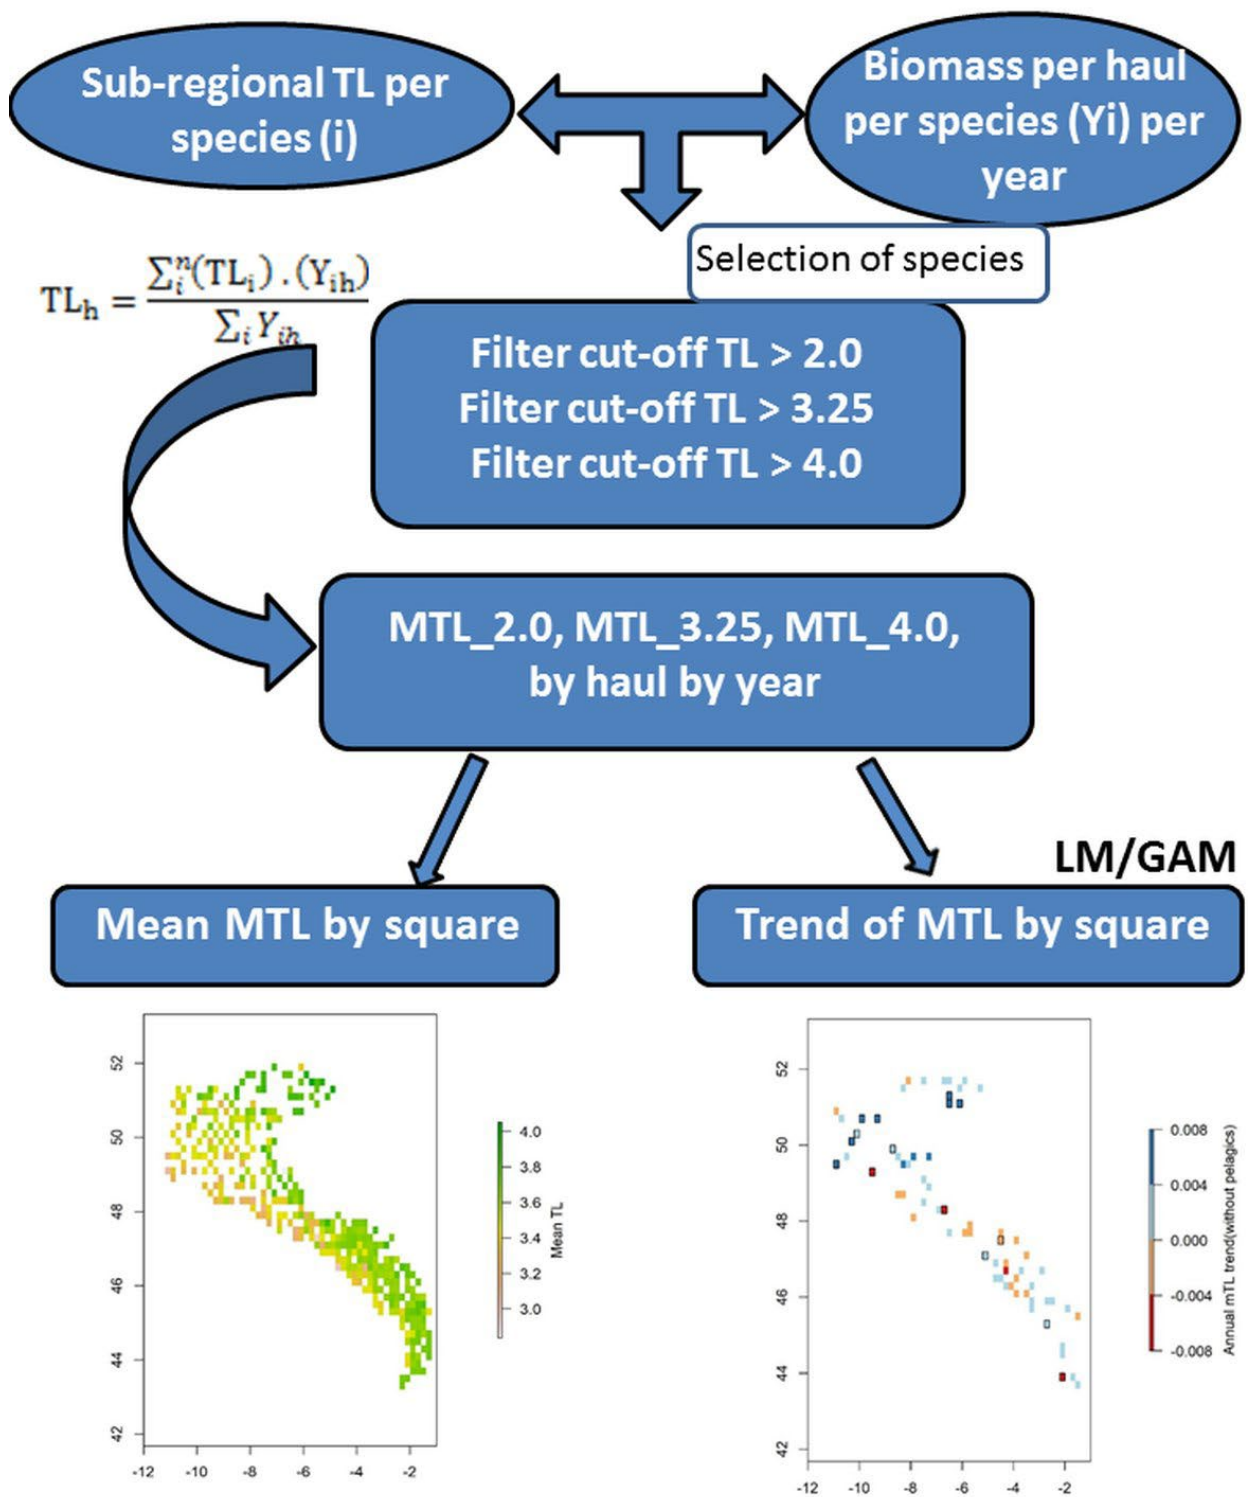 Sub-regional TL per
species (i)
Biomass per haul
per species (Yi) per
year
Selection of species
TLₕ = ∑ᵢⁿ(TLᵢ) . (Yᵢₕ)
∑ᵢ Yᵢₕ
Filter cut-off TL > 2.0
Filter cut-off TL > 3.25
Filter cut-off TL > 4.0
MTL_2.0, MTL_3.25, MTL_4.0,
by haul by year
LM/GAM
Mean MTL by square
Trend of MTL by square
52
50
48
46
44
42
-12 -10 -8 -6 -4 -2
4.0
3.8
3.6
3.4
3.2
3.0
Mean TL
52
50
48
46
44
42
-12 -10 -8 -6 -4 -2
0.008
0.004
0.000
-0.004
-0.008
Annual mTL trend(without pelagics)